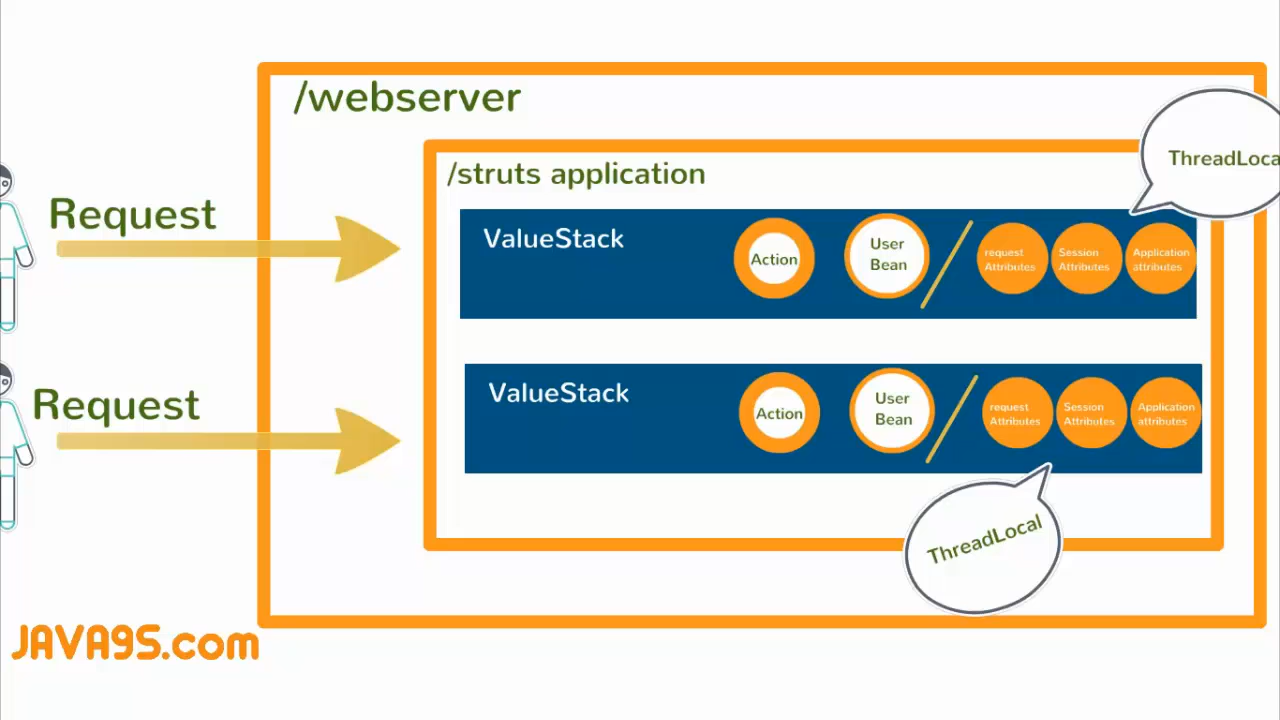 /webserver
/struts application
ThreadLoca
Request
ValueStack
Action
User
Bean
request
Attributes
Session
Attributes
Application
attributes
Request
ValueStack
Action
User
Bean
request
Attributes
Session
Attributes
Application
attributes
ThreadLocal
JAVA9S.com